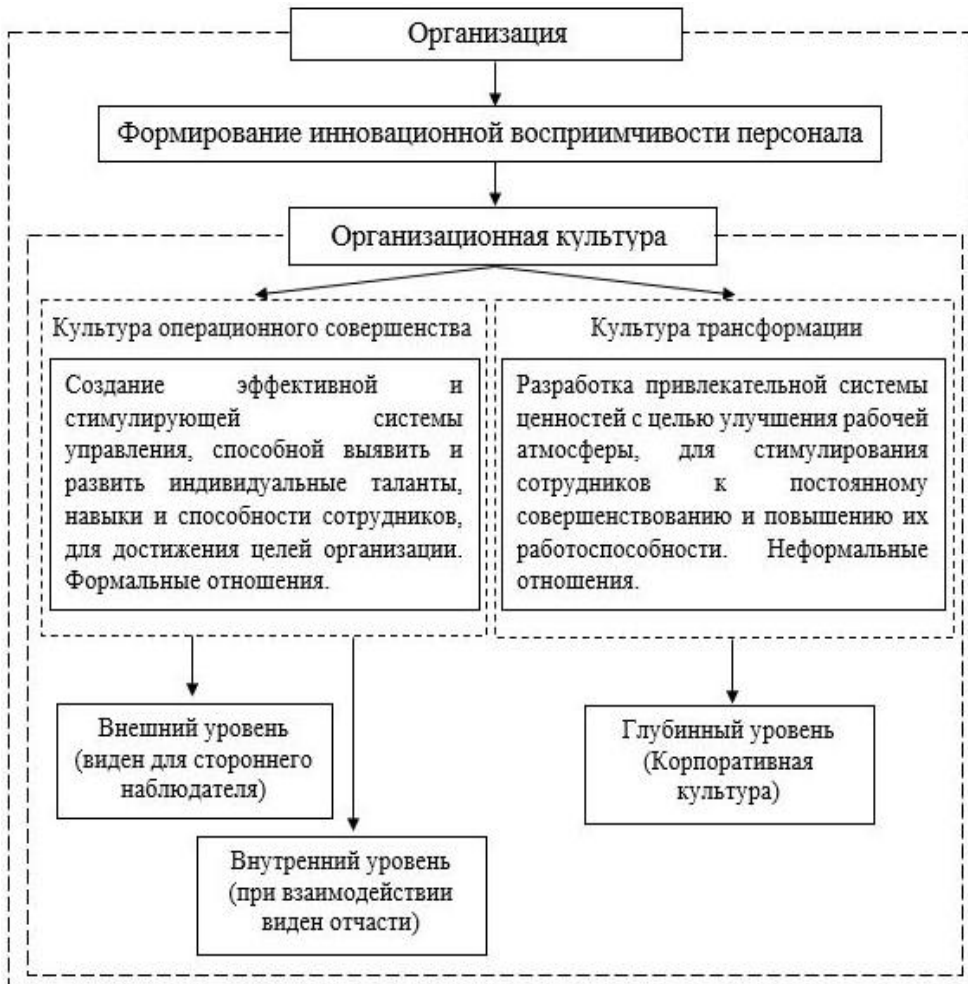 Организация
Формирование инновационной восприимчивости персонала
Организационная культура
Культура операционного совершенства
Создание эффективной и
стимулирующей системы
управления, способной выявить и
развить индивидуальные таланты,
навыки и способности сотрудников,
для достижения целей организации.
Формальные отношения.
Культура трансформации
Разработка привлекательной системы
ценностей с целью улучшения рабочей
атмосферы, для стимулирования
сотрудников к постоянному
совершенствованию и повышению их
работоспособности. Неформальные
отношения.
Внешний уровень
(виден для стороннего
наблюдателя)
Внутренний уровень
(при взаимодействии
виден отчасти)
Глубинный уровень
(Корпоративная
культура)